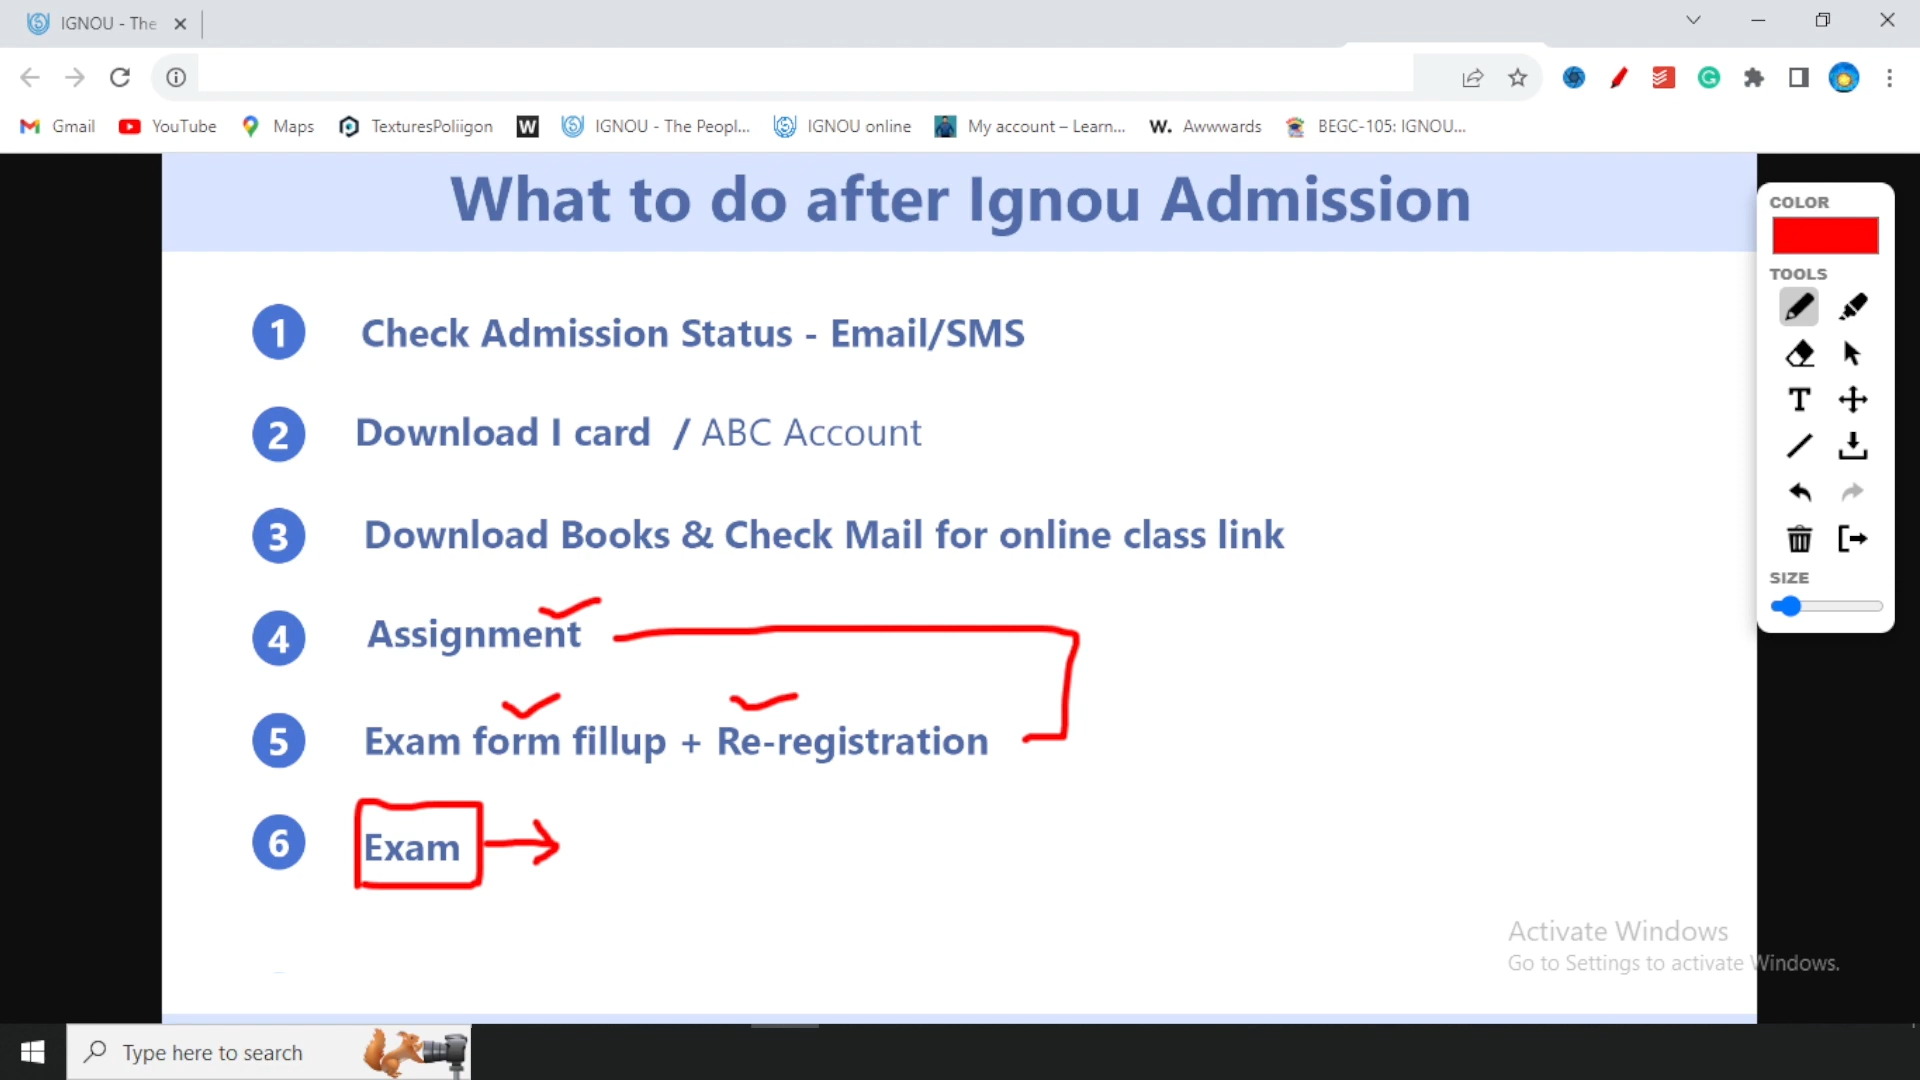 IGNOU - The
Gmail
YouTube
Maps
TexturesPoliigon
W
IGNOU - The Peopl...
IGNOU online
My account – Learn...
W. Awwwards
BEGC-105: IGNOU...
What to do after Ignou Admission
1 Check Admission Status - Email/SMS
2 Download I card / ABC Account
3 Download Books & Check Mail for online class link
4 Assignment
5 Exam form fillup + Re-registration
6 Exam
COLOR
TOOLS
T
SIZE
Activate Windows
Go to Settings to activate Windows.
Type here to search